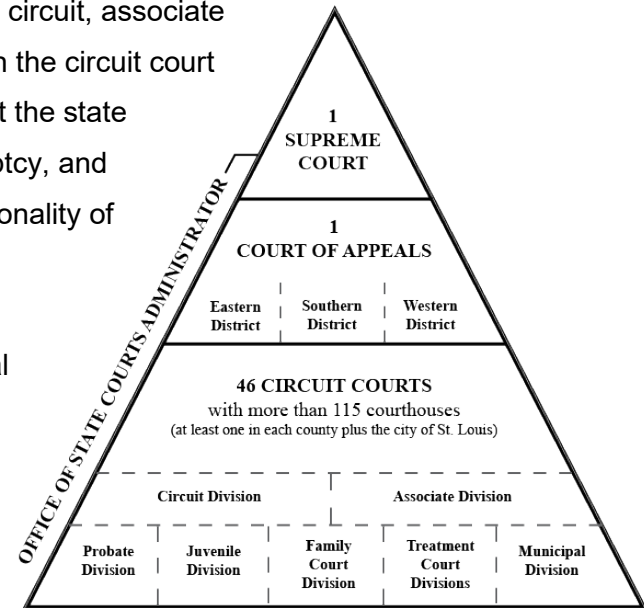 circuit, associate
the circuit court
t the state
tcy, and
onality of
al
OFFICE OF STATE COURTS ADMINISTRATOR
1
SUPREME
COURT
1
COURT OF APPEALS
Eastern
District
Southern
District
Western
District
46 CIRCUIT COURTS
with more than 115 courthouses
(at least one in each county plus the city of St. Louis)
Circuit Division
Associate Division
Probate
Division
Juvenile
Division
Family
Court
Division
Treatment
Court
Divisions
Municipal
Division